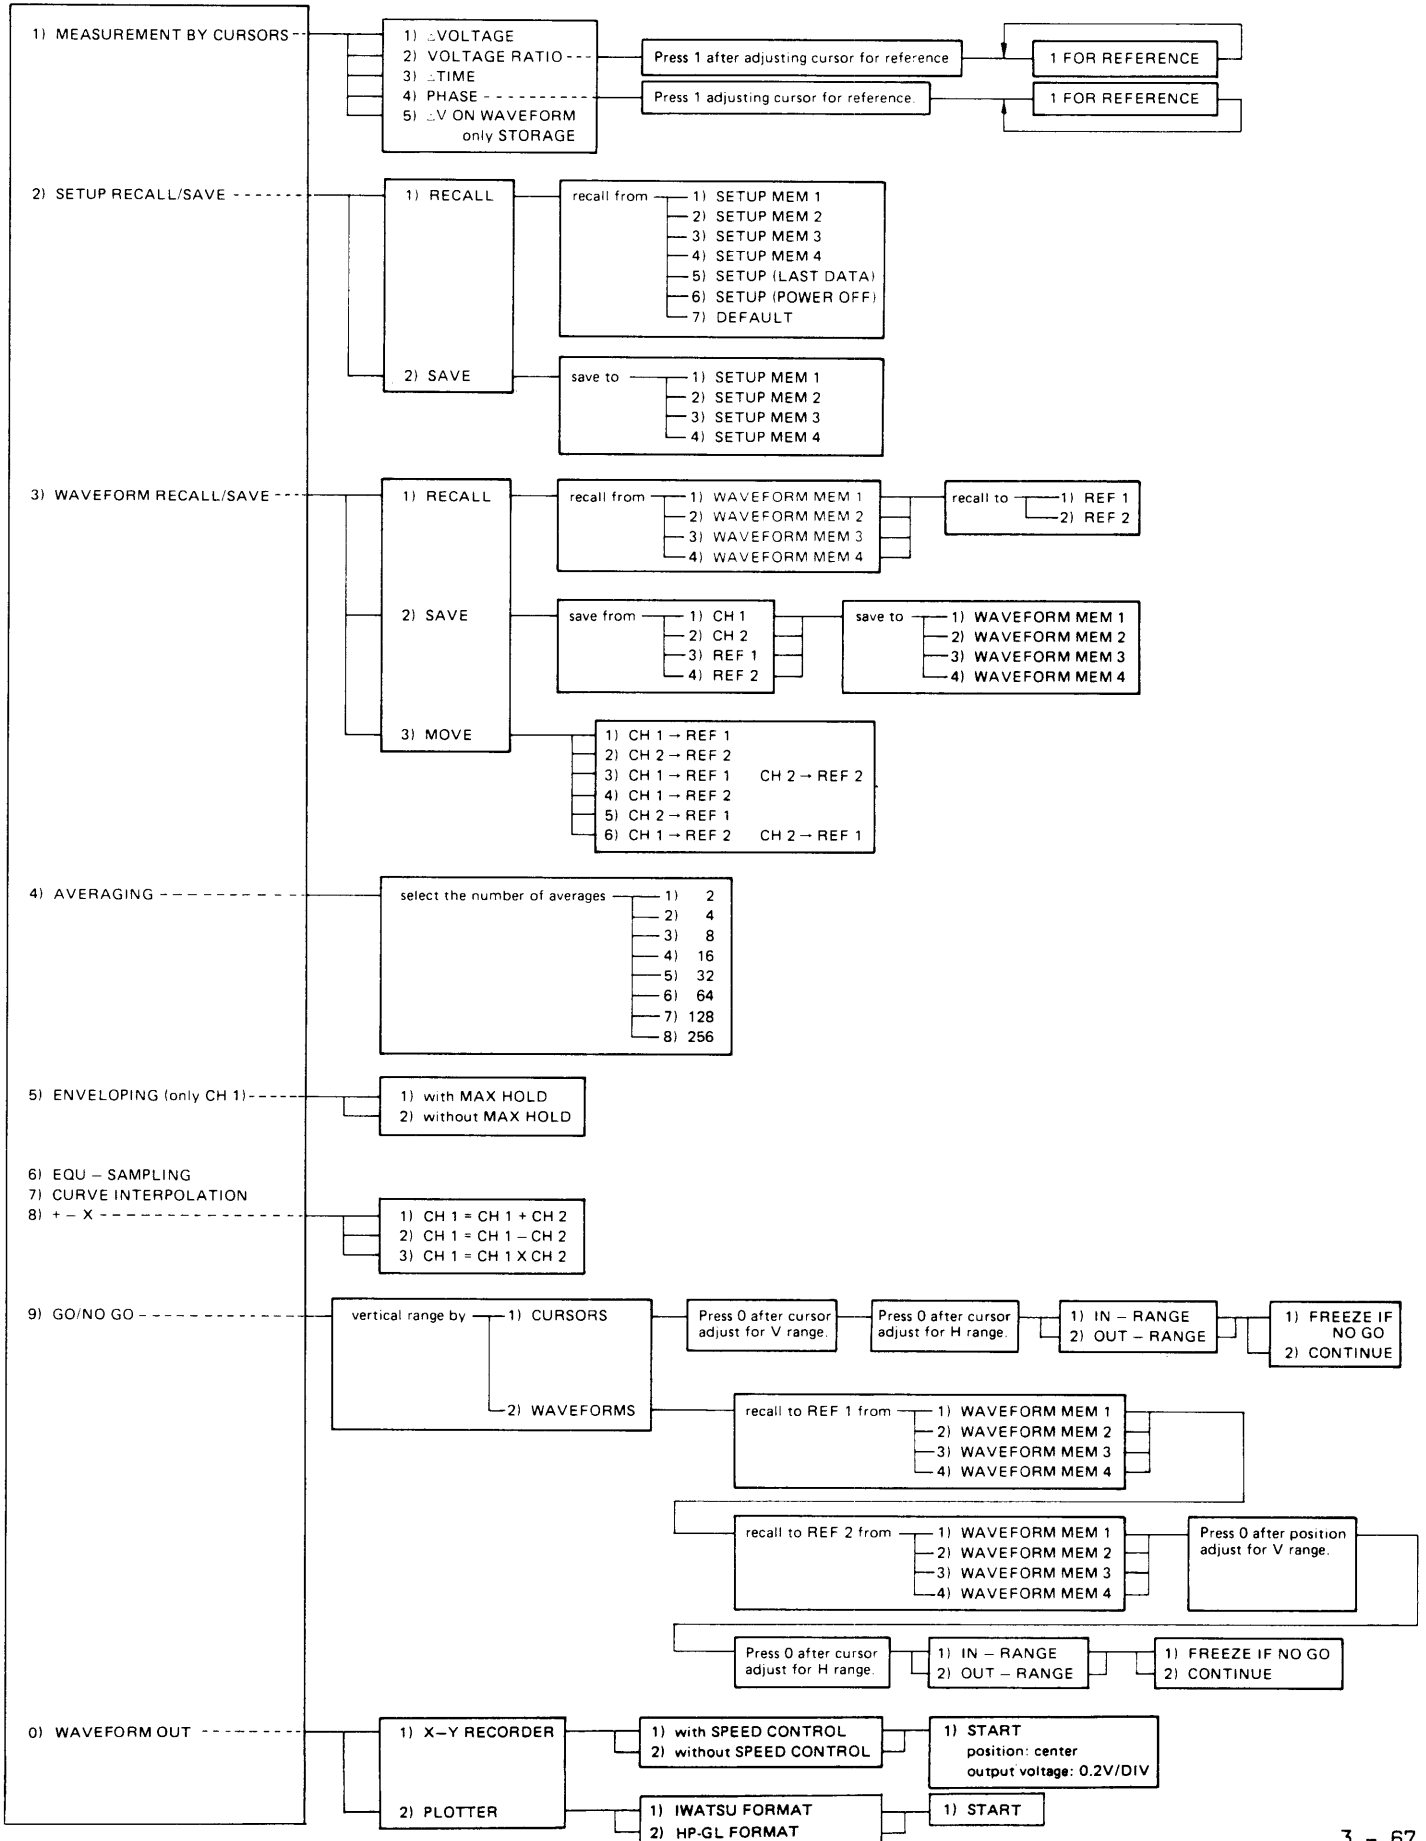 1) MEASUREMENT BY CURSORS
1) △VOLTAGE
2) VOLTAGE RATIO
3) △TIME
4) PHASE
5) △V ON WAVEFORM
only STORAGE
Press 1 after adjusting cursor for reference
1 FOR REFERENCE
Press 1 adjusting cursor for reference.
1 FOR REFERENCE
2) SETUP RECALL/SAVE
1) RECALL
recall from
1) SETUP MEM 1
2) SETUP MEM 2
3) SETUP MEM 3
4) SETUP MEM 4
5) SETUP (LAST DATA)
6) SETUP (POWER OFF)
7) DEFAULT
2) SAVE
save to
1) SETUP MEM 1
2) SETUP MEM 2
3) SETUP MEM 3
4) SETUP MEM 4
3) WAVEFORM RECALL/SAVE
1) RECALL
recall from
1) WAVEFORM MEM 1
2) WAVEFORM MEM 2
3) WAVEFORM MEM 3
4) WAVEFORM MEM 4
recall to
1) REF 1
2) REF 2
2) SAVE
save from
1) CH 1
2) CH 2
3) REF 1
4) REF 2
save to
1) WAVEFORM MEM 1
2) WAVEFORM MEM 2
3) WAVEFORM MEM 3
4) WAVEFORM MEM 4
3) MOVE
1) CH 1 → REF 1
2) CH 2 → REF 2
3) CH 1 → REF 1 CH 2 → REF 2
4) CH 1 → REF 2
5) CH 2 → REF 1
6) CH 1 → REF 2 CH 2 → REF 1
4) AVERAGING
select the number of averages
1) 2
2) 4
3) 8
4) 16
5) 32
6) 64
7) 128
8) 256
5) ENVELOPING (only CH 1)
1) with MAX HOLD
2) without MAX HOLD
6) EQU – SAMPLING
7) CURVE INTERPOLATION
8) + – X
1) CH 1 = CH 1 + CH 2
2) CH 1 = CH 1 – CH 2
3) CH 1 = CH 1 X CH 2
9) GO/NO GO
vertical range by
1) CURSORS
2) WAVEFORMS
Press 0 after cursor
adjust for V range.
Press 0 after cursor
adjust for H range.
1) IN – RANGE
2) OUT – RANGE
1) FREEZE IF
NO GO
2) CONTINUE
recall to REF 1 from
1) WAVEFORM MEM 1
2) WAVEFORM MEM 2
3) WAVEFORM MEM 3
4) WAVEFORM MEM 4
recall to REF 2 from
1) WAVEFORM MEM 1
2) WAVEFORM MEM 2
3) WAVEFORM MEM 3
4) WAVEFORM MEM 4
Press 0 after position
adjust for V range.
Press 0 after cursor
adjust for H range.
1) IN – RANGE
2) OUT – RANGE
1) FREEZE IF NO GO
2) CONTINUE
0) WAVEFORM OUT
1) X–Y RECORDER
1) with SPEED CONTROL
2) without SPEED CONTROL
1) START
position: center
output voltage: 0.2V/DIV
2) PLOTTER
1) IWATSU FORMAT
2) HP-GL FORMAT
1) START
3 – 67